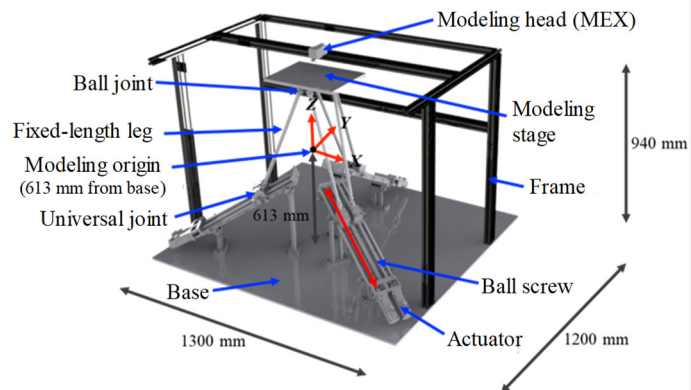 Modeling head (MEX)
Ball joint
Z
Y
Modeling
stage
Fixed-length leg
940 mm
Modeling origin
(613 mm from base)
X
Frame
Universal joint
613 mm
Base
Ball screw
1300 mm
Actuator
1200 mm